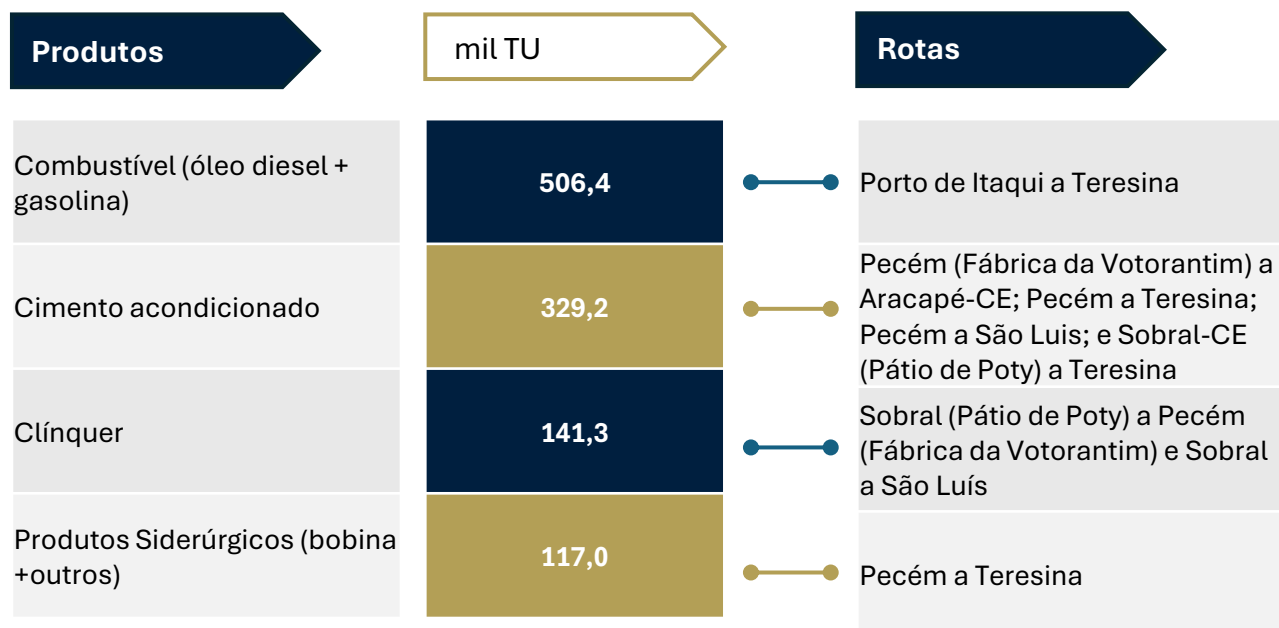 Produtos
mil TU
Rotas
Combustível (óleo diesel +
gasolina)
506,4
Porto de Itaqui a Teresina
Cimento acondicionado
329,2
Pecém (Fábrica da Votorantim) a
Aracapé-CE; Pecém a Teresina;
Pecém a São Luis; e Sobral-CE
(Pátio de Poty) a Teresina
Clínquer
141,3
Sobral (Pátio de Poty) a Pecém
(Fábrica da Votorantim) e Sobral
a São Luís
Produtos Siderúrgicos (bobina
+outros)
117,0
Pecém a Teresina